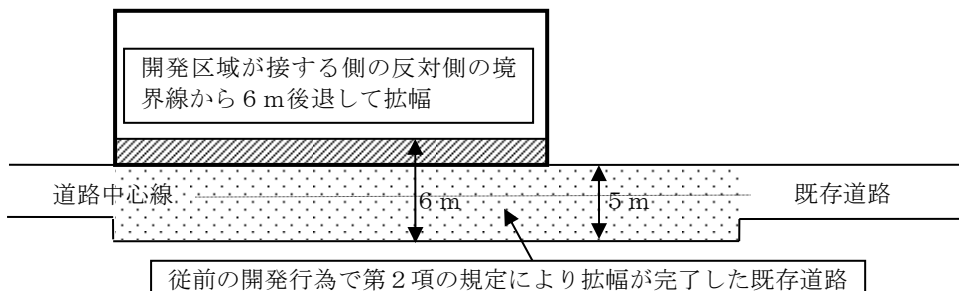 開発区域が接する側の反対側の境
界線から6m後退して拡幅
道路中心線
6m
5m
既存道路
従前の開発行為で第2項の規定により拡幅が完了した既存道路